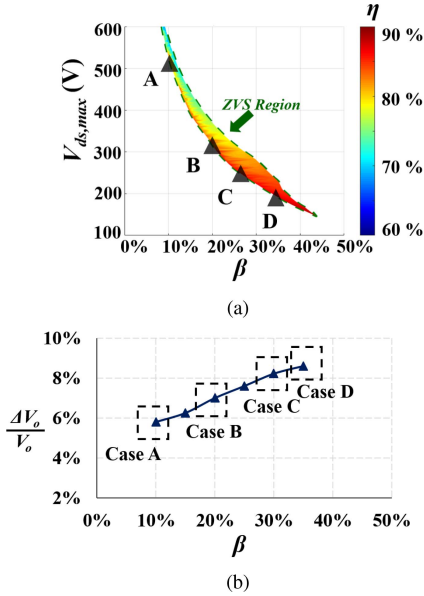 η
600
500
400
300
200
100
V_ds,max (V)
A
B
C
D
ZVS Region
90 %
80 %
70 %
60 %
0% 10% 20% 30% 40% 50%
β
(a)
10%
8%
6%
4%
2%
ΔV_o
V_o
Case A
Case B
Case C
Case D
0% 10% 20% 30% 40% 50%
β
(b)